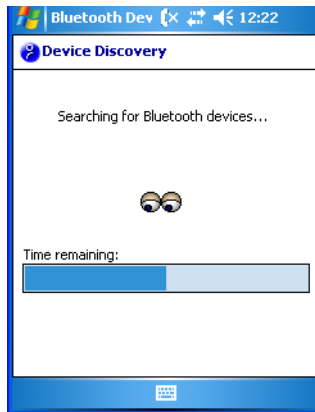 Bluetooth Dev 12:22
Device Discovery
Searching for Bluetooth devices...
Time remaining: